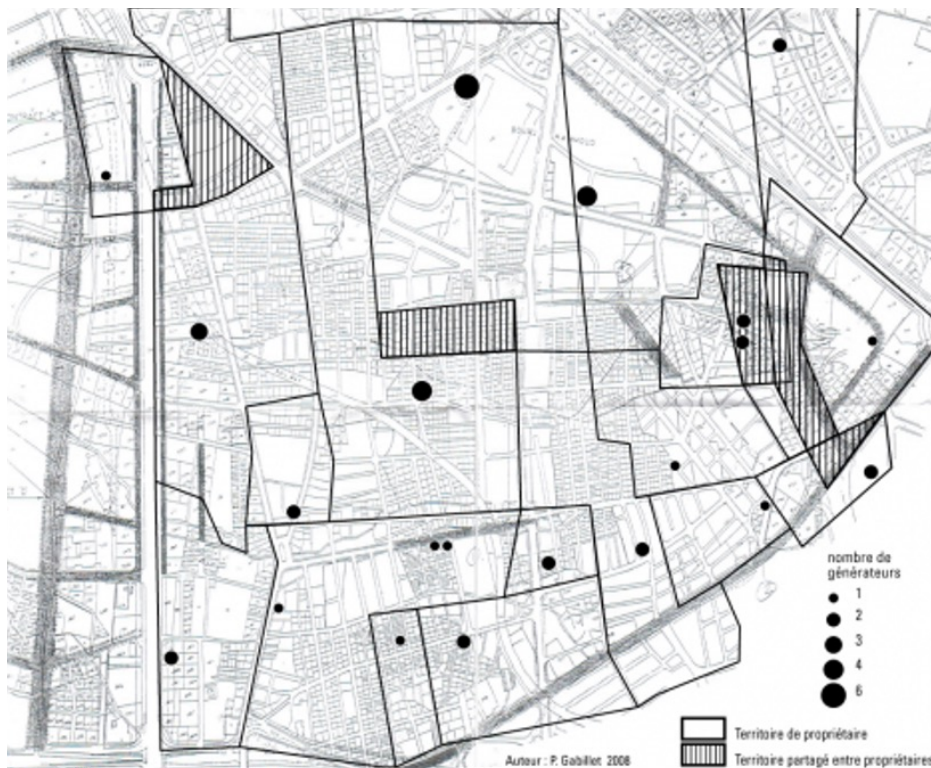 nombre de
générateurs
1
2
3
4
6
Territoire de propriétaire
Territoire partagé entre propriétaires
Auteur : P. Gabillet 2008